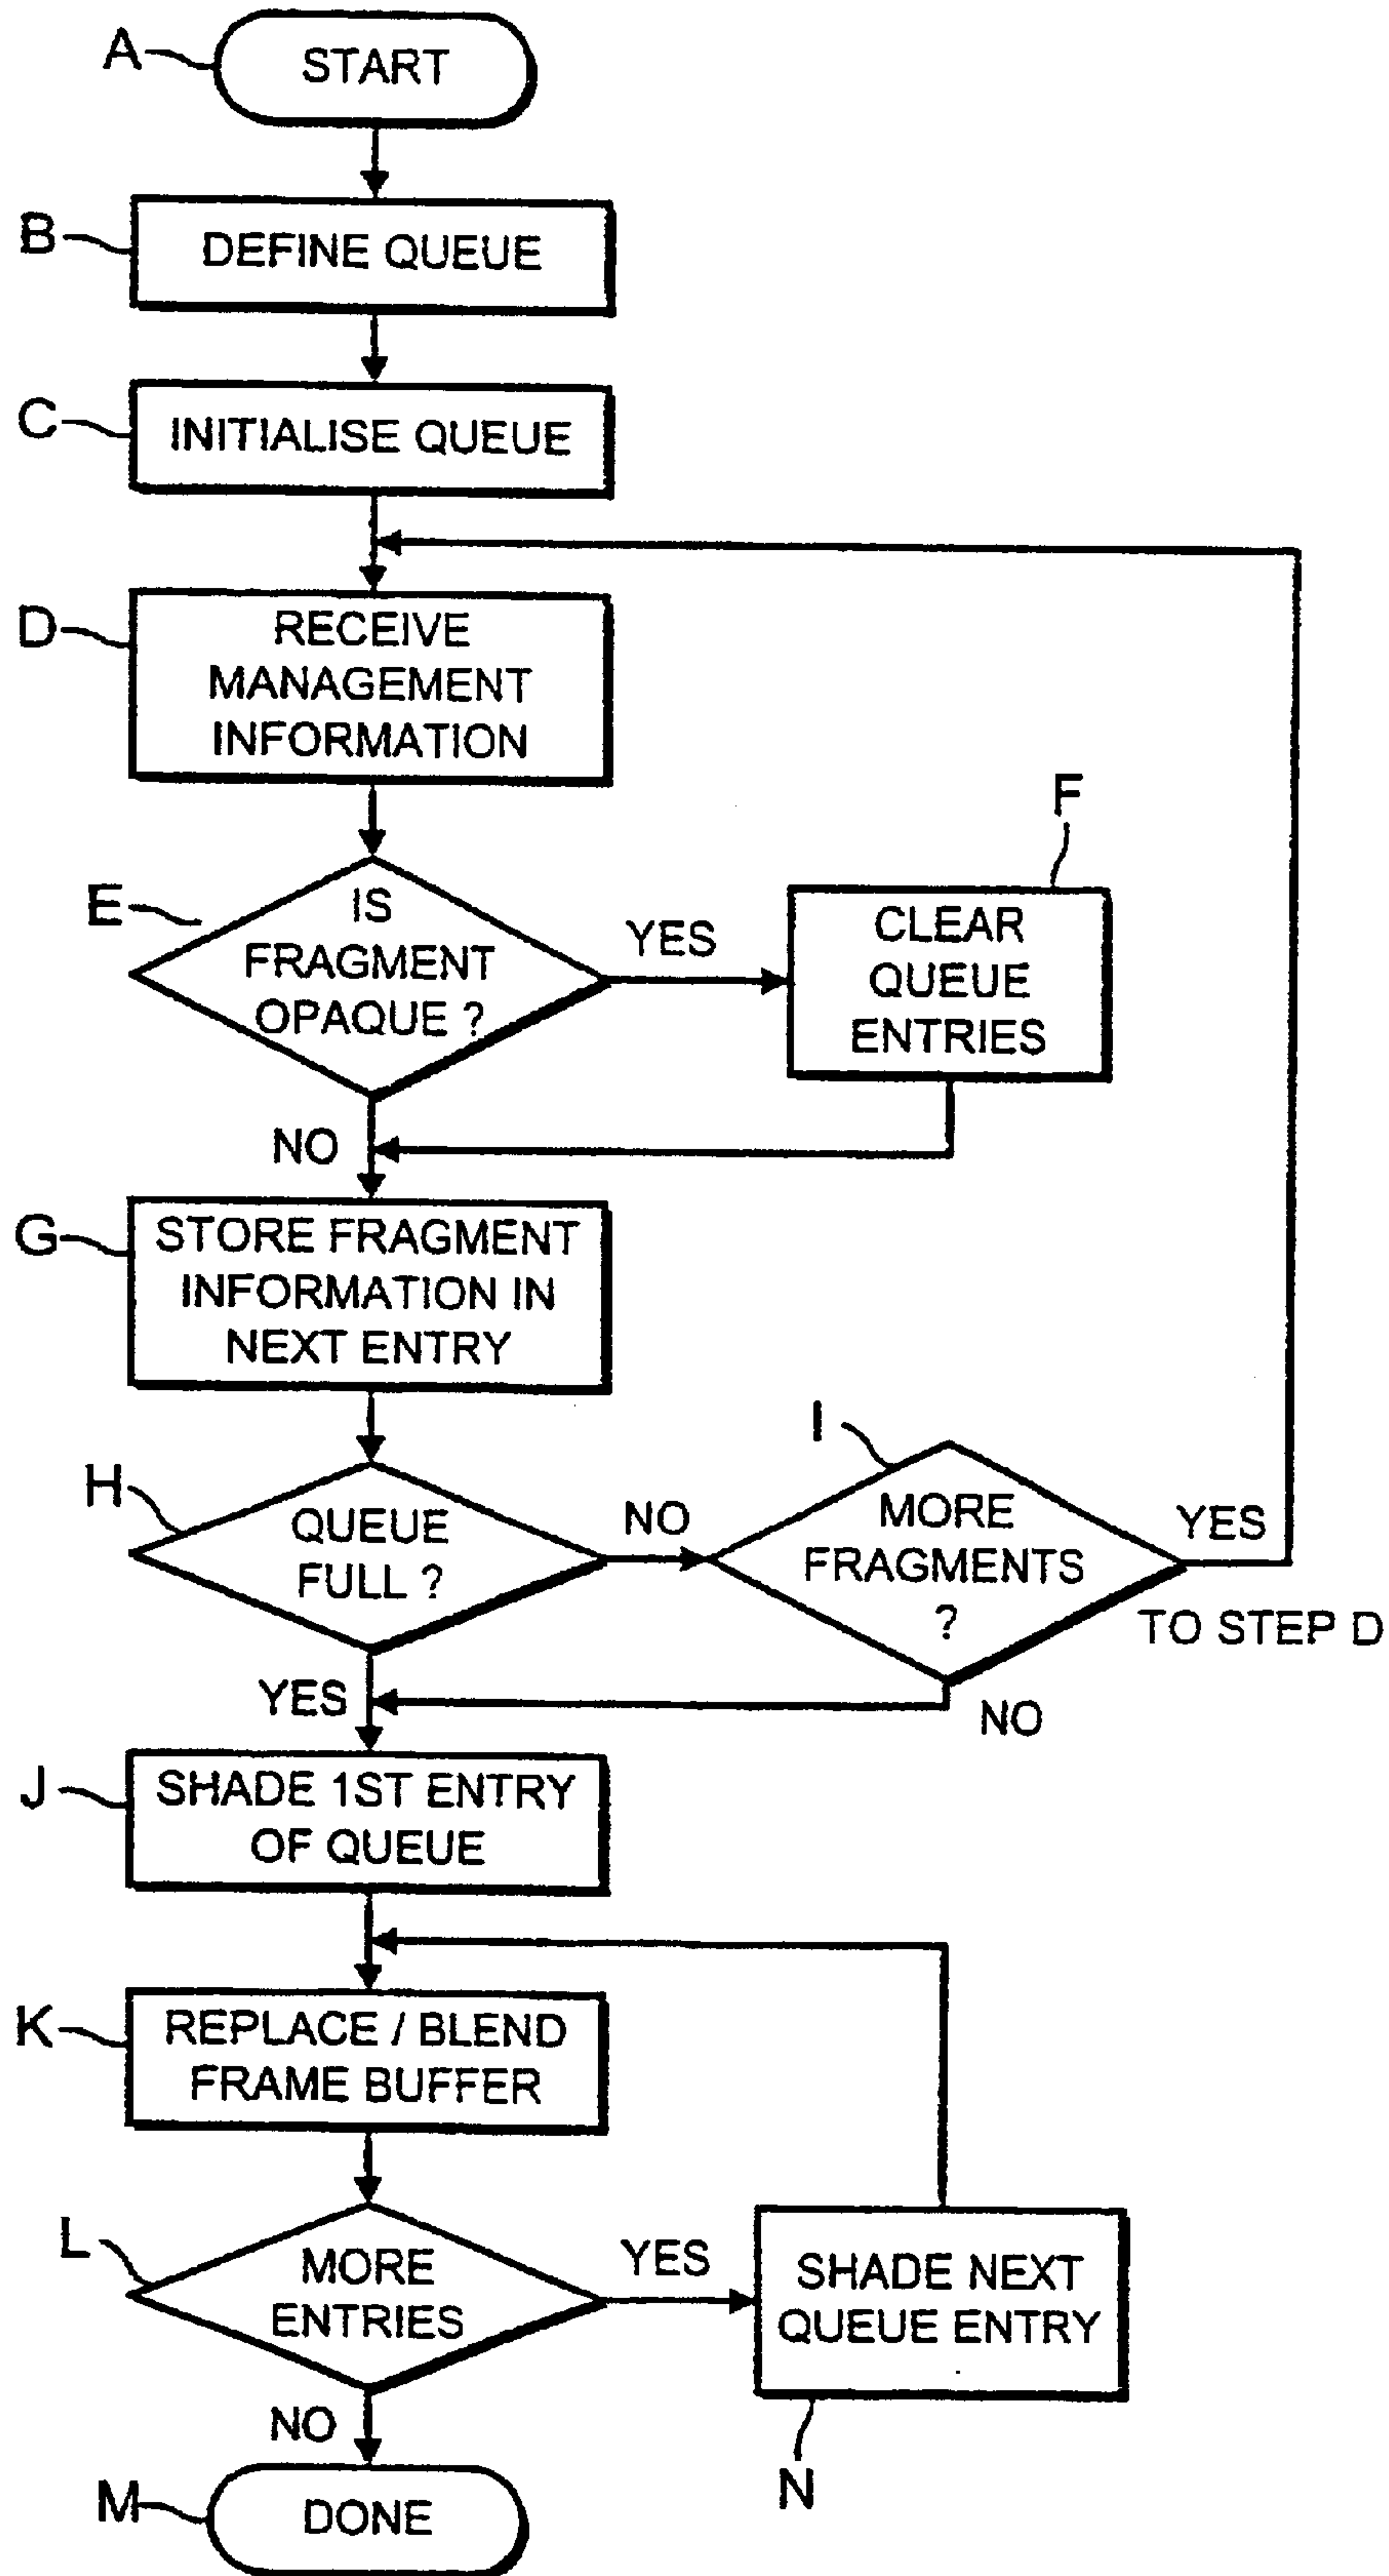 A
START
B
DEFINE QUEUE
C
INITIALISE QUEUE
D
RECEIVE
MANAGEMENT
INFORMATION
E
IS
FRAGMENT
OPAQUE ?
YES
F
CLEAR
QUEUE
ENTRIES
NO
G
STORE FRAGMENT
INFORMATION IN
NEXT ENTRY
H
QUEUE
FULL ?
NO
I
MORE
FRAGMENTS
?
YES
TO STEP D
YES
NO
J
SHADE 1ST ENTRY
OF QUEUE
K
REPLACE / BLEND
FRAME BUFFER
L
MORE
ENTRIES
YES
SHADE NEXT
QUEUE ENTRY
N
NO
M
DONE